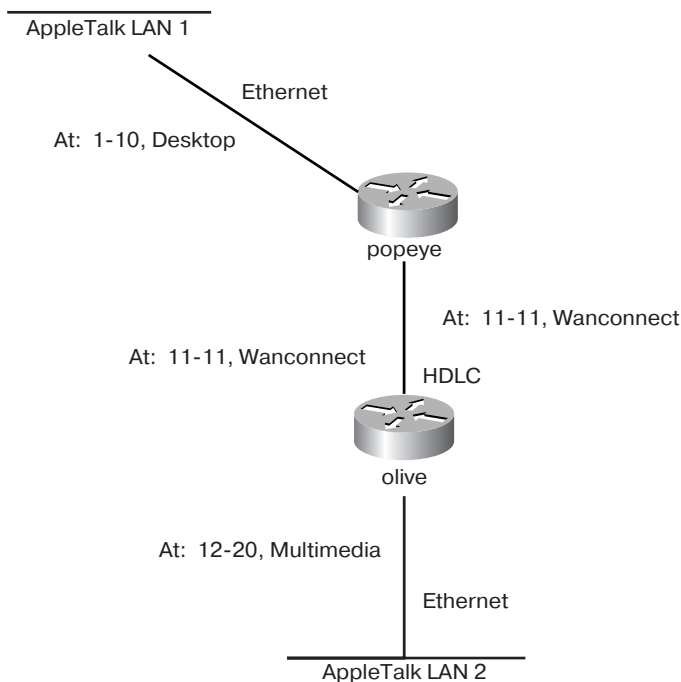 AppleTalk LAN 1
Ethernet
At: 1-10, Desktop
popeye
At: 11-11, Wanconnect
At: 11-11, Wanconnect
HDLC
olive
At: 12-20, Multimedia
Ethernet
AppleTalk LAN 2